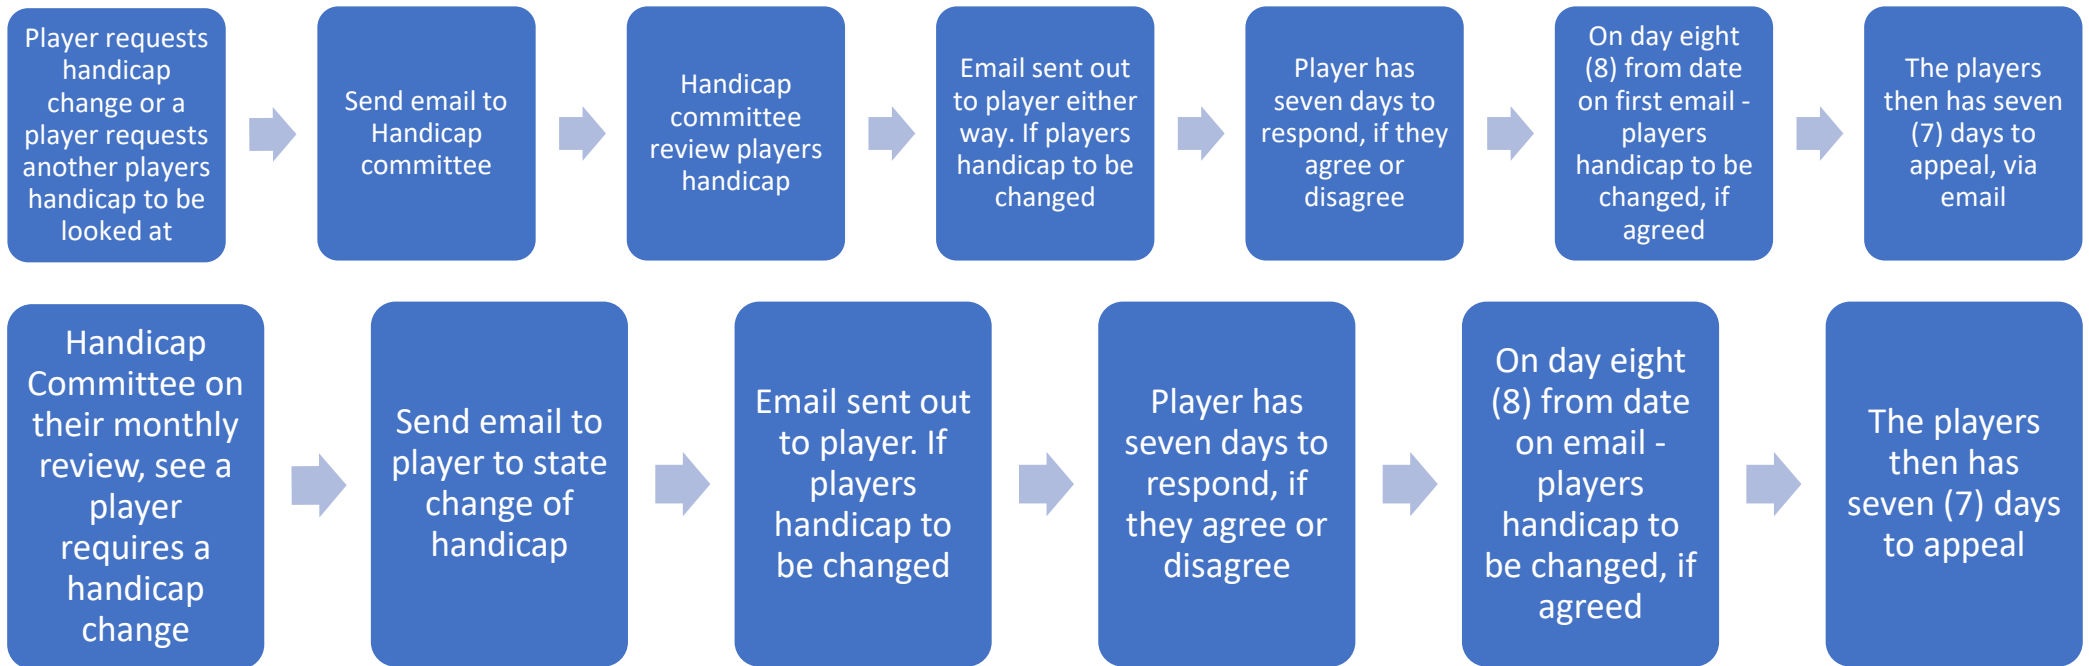 Player requests
handicap
change or a
player requests
another players
handicap to be
looked at
Send email to
Handicap
committee
Handicap
committee
review players
handicap
Email sent out
to player either
way. If players
handicap to be
changed
Player has
seven days to
respond, if they
agree or
disagree
On day eight
(8) from date
on first email -
players
handicap to be
changed, if
agreed
The players
then has seven
(7) days to
appeal, via
email
Handicap
Committee on
their monthly
review, see a
player
requires a
handicap
change
Send email to
player to state
change of
handicap
Email sent out
to player. If
players
handicap to
be changed
Player has
seven days to
respond, if
they agree or
disagree
On day eight
(8) from date
on email -
players
handicap to
be changed, if
agreed
The players
then has
seven (7) days
to appeal